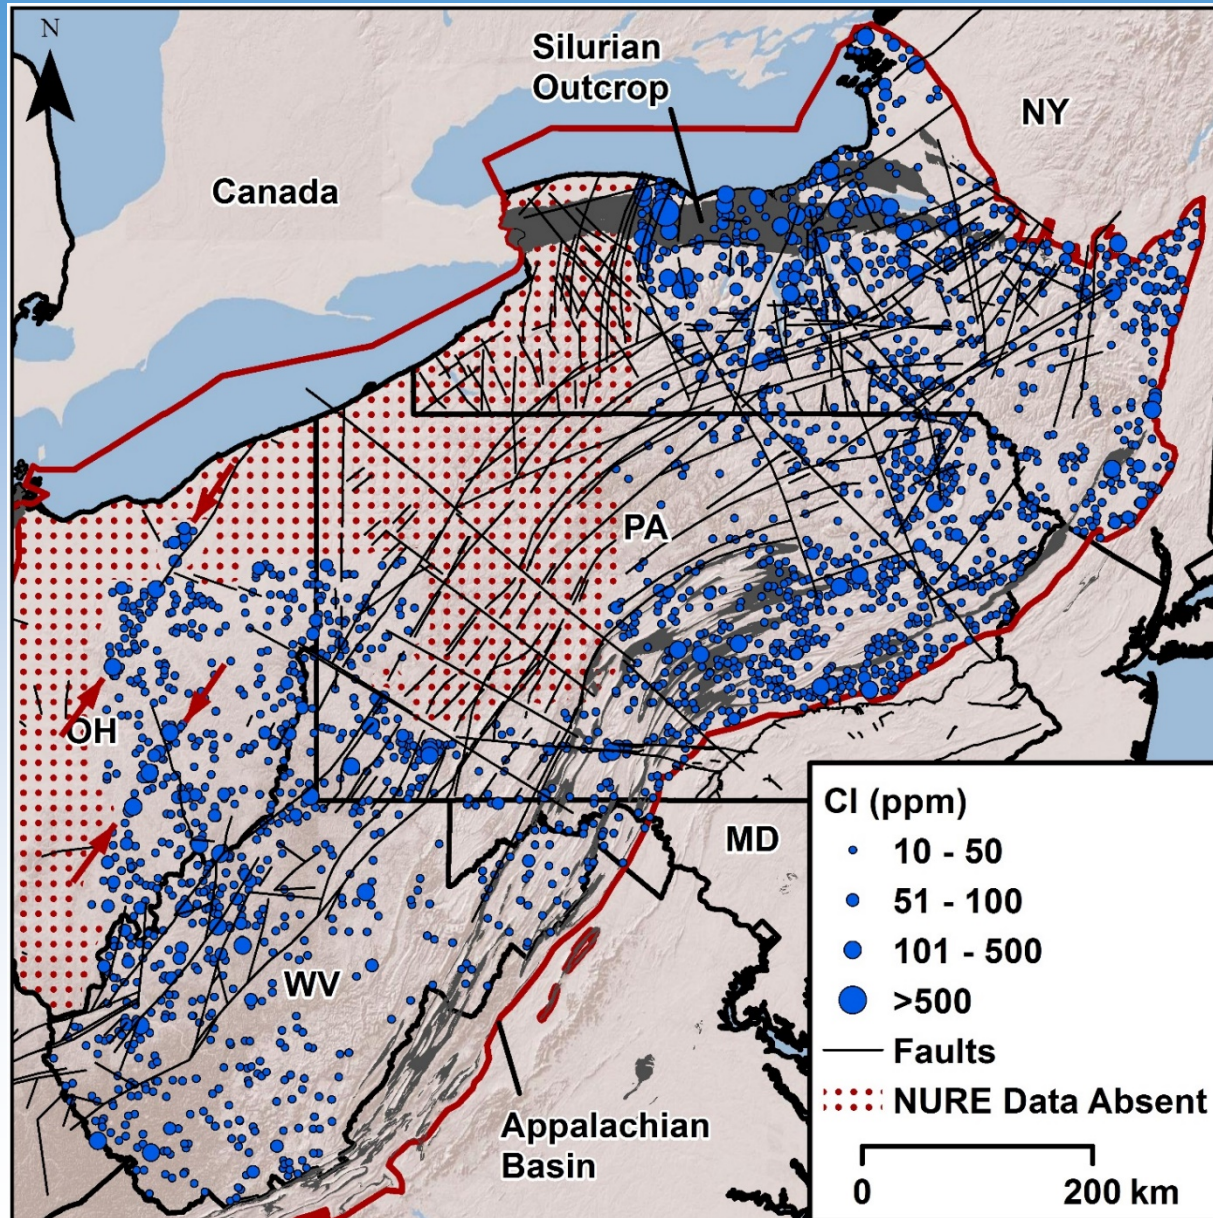 N
Silurian
Outcrop
NY
Canada
PA
OH
WV
MD
Appalachian
Basin
Cl (ppm)
10 - 50
51 - 100
101 - 500
>500
Faults
NURE Data Absent
0 200 km